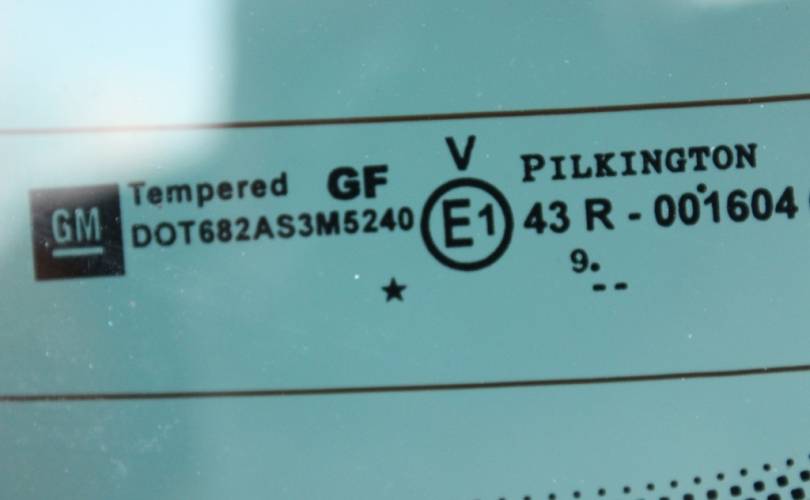 V
Tempered GF PILKINGTON
GM DOT682AS3M5240 E1 43 R - 001604
9.
★ --